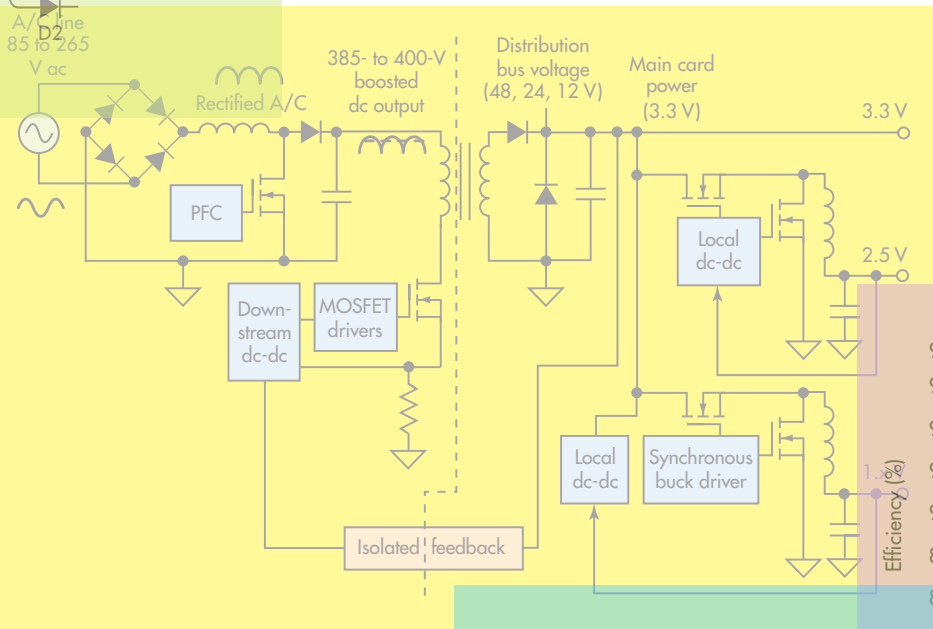 D2
A/C line
85 to 265
V ac
Rectified A/C
385- to 400-V
boosted
dc output
Distribution
bus voltage
(48, 24, 12 V)
Main card
power
(3.3 V)
3.3 V
PFC
Local
dc-dc
2.5 V
Down-
stream
dc-dc
MOSFET
drivers
Local
dc-dc
Synchronous
buck driver
Efficiency (%)
Isolated feedback